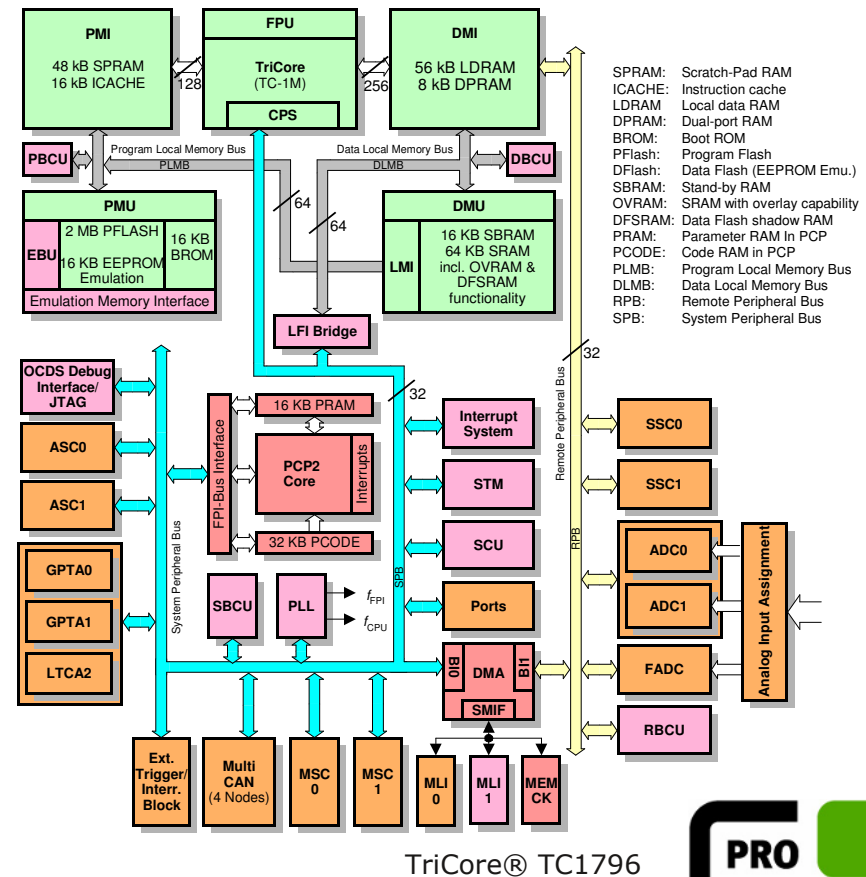 PMI
48 kB SPRAM
16 kB ICACHE
128
FPU
TriCore
(TC-1M)
CPS
256
DMI
56 kB LDRAM
8 kB DPRAM
SPRAM: Scratch-Pad RAM
ICACHE: Instruction cache
LDRAM Local data RAM
DPRAM: Dual-port RAM
BROM: Boot ROM
PFlash: Program Flash
DFlash: Data Flash (EEPROM Emu.)
SBRAM: Stand-by RAM
OVRAM: SRAM with overlay capability
DFSRAM: Data Flash shadow RAM
PRAM: Parameter RAM In PCP
PCODE: Code RAM in PCP
PLMB: Program Local Memory Bus
DLMB: Data Local Memory Bus
RPB: Remote Peripheral Bus
SPB: System Peripheral Bus
PBCU
Program Local Memory Bus
PLMB
Data Local Memory Bus
DLMB
DBCU
64
64
PMU
EBU
2 MB PFLASH
16 KB EEPROM
Emulation
16 KB
BROM
Emulation Memory Interface
DMU
LMI
16 KB SBRAM
64 KB SRAM
incl. OVRAM &
DFSRAM
functionality
LFI Bridge
32
32
Remote Peripheral Bus
RPB
OCDS Debug
Interface/
JTAG
ASC0
ASC1
GPTA0
GPTA1
LTCA2
System Peripheral Bus
FPI-Bus Interface
16 KB PRAM
PCP2
Core
Interrupts
32 KB PCODE
SPB
Interrupt
System
STM
SCU
Ports
SBCU
PLL
fFPI
fCPU
BI0
DMA
BI1
SMIF
SSC0
SSC1
ADC0
ADC1
FADC
RBCU
Analog Input Assignment
Ext.
Trigger/
Interr.
Block
Multi
CAN
(4 Nodes)
MSC
0
MSC
1
MLI
0
MLI
1
MEM
CK
TriCore® TC1796
PRO